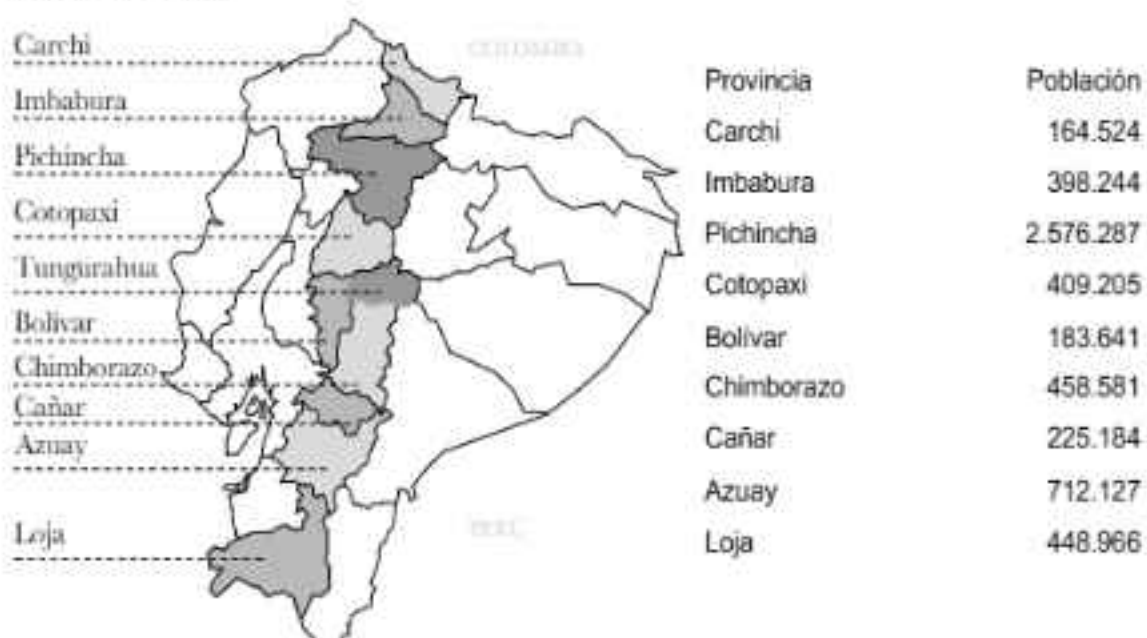 Carchi
Imbabura
Pichincha
Cotopaxi
Tungurahua
Bolivar
Chimborazo
Cañar
Azuay
Loja
Provincia Población
Carchi 164.524
Imbabura 398.244
Pichincha 2.576.287
Cotopaxi 409.205
Bolivar 183.641
Chimborazo 458.581
Cañar 225.184
Azuay 712.127
Loja 448.966